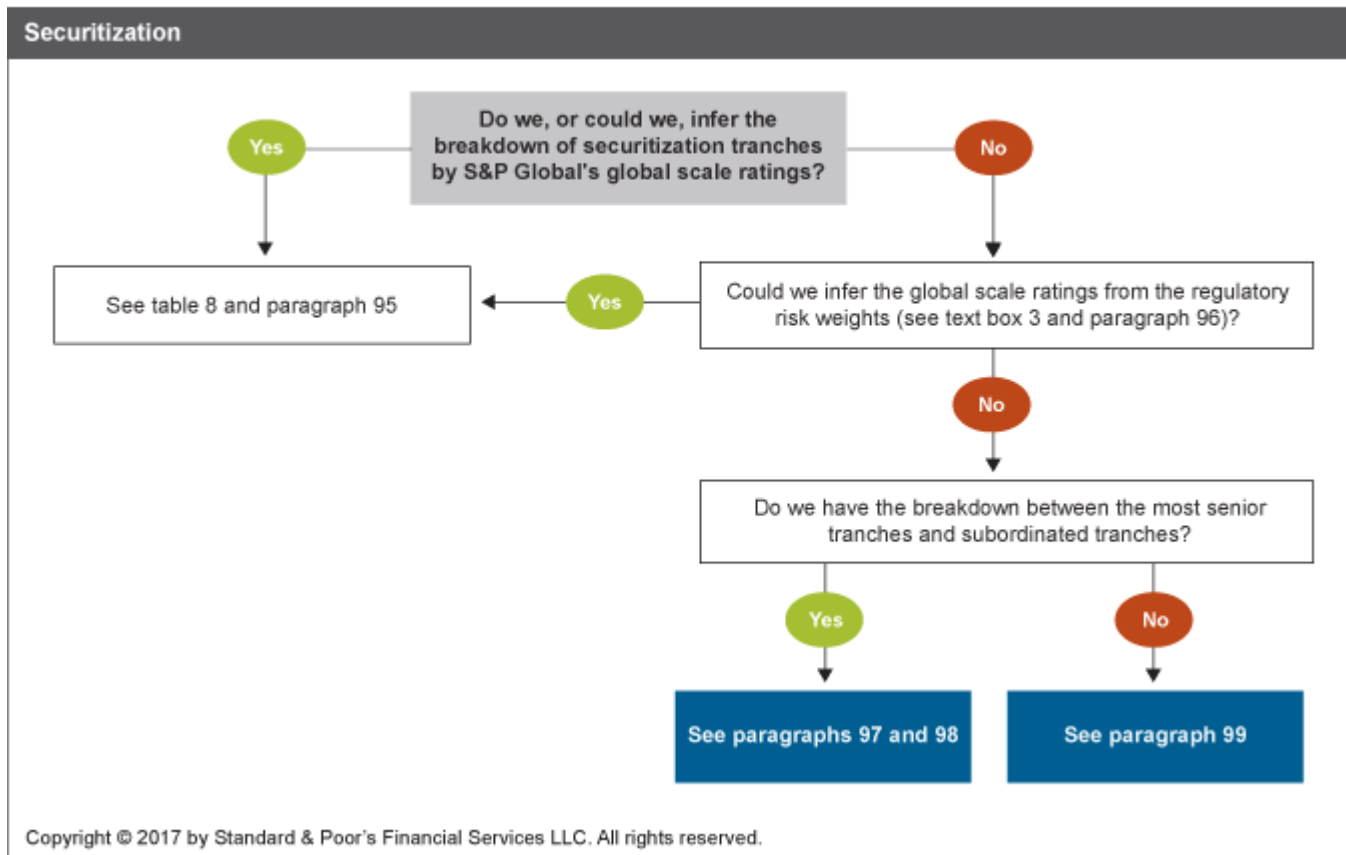 Securitization
Do we, or could we, infer the
breakdown of securitization tranches
by S&P Global's global scale ratings?
Yes
No
See table 8 and paragraph 95
Yes
Could we infer the global scale ratings from the regulatory
risk weights (see text box 3 and paragraph 96)?
No
Do we have the breakdown between the most senior
tranches and subordinated tranches?
Yes
No
See paragraphs 97 and 98
See paragraph 99
Copyright © 2017 by Standard & Poor's Financial Services LLC. All rights reserved.